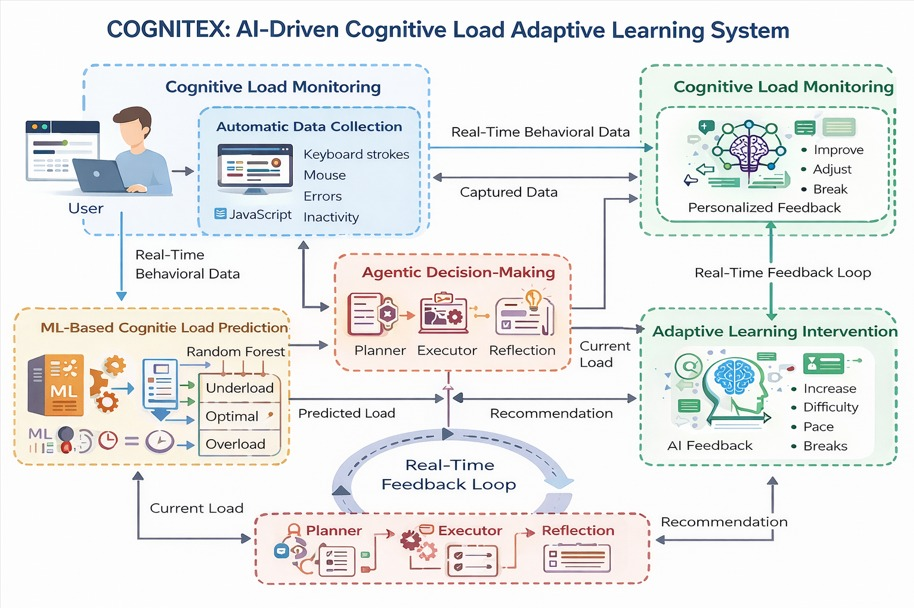 COGNITEX: AI-Driven Cognitive Load Adaptive Learning System
Cognitive Load Monitoring
Automatic Data Collection
Keyboard strokes
Mouse
Errors
Inactivity
JavaScript
User
Real-Time Behavioral Data
Captured Data
Cognitive Load Monitoring
• Improve
• Adjust
• Break
Personalized Feedback
Real-Time
Behavioral Data
Agentic Decision-Making
Planner
Executor
Reflection
Real-Time Feedback Loop
ML-Based Cognitie Load Prediction
Random Forest
ML
Underload
Optimal
Overload
ML
Current
Load
Adaptive Learning Intervention
• Increase
• Difficulty
• Pace
• Breaks
AI Feedback
Predicted Load
Recommendation
Real-Time
Feedback Loop
Current Load
Recommendation
Planner
Executor
Reflection